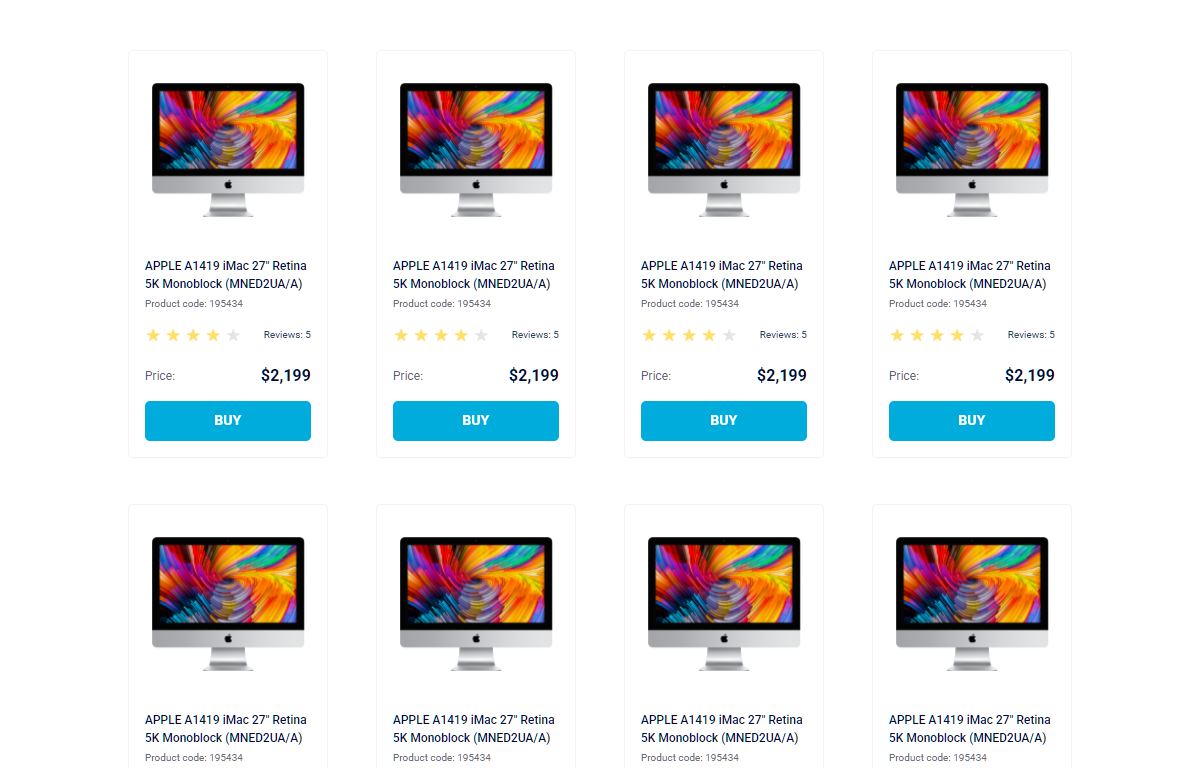 APPLE A1419 iMac 27" Retina
5K Monoblock (MNED2UA/A)
Product code: 195434
Reviews: 5
Price: $2,199
BUY
APPLE A1419 iMac 27" Retina
5K Monoblock (MNED2UA/A)
Product code: 195434
Reviews: 5
Price: $2,199
BUY
APPLE A1419 iMac 27" Retina
5K Monoblock (MNED2UA/A)
Product code: 195434
Reviews: 5
Price: $2,199
BUY
APPLE A1419 iMac 27" Retina
5K Monoblock (MNED2UA/A)
Product code: 195434
Reviews: 5
Price: $2,199
BUY
APPLE A1419 iMac 27" Retina
5K Monoblock (MNED2UA/A)
Product code: 195434
APPLE A1419 iMac 27" Retina
5K Monoblock (MNED2UA/A)
Product code: 195434
APPLE A1419 iMac 27" Retina
5K Monoblock (MNED2UA/A)
Product code: 195434
APPLE A1419 iMac 27" Retina
5K Monoblock (MNED2UA/A)
Product code: 195434